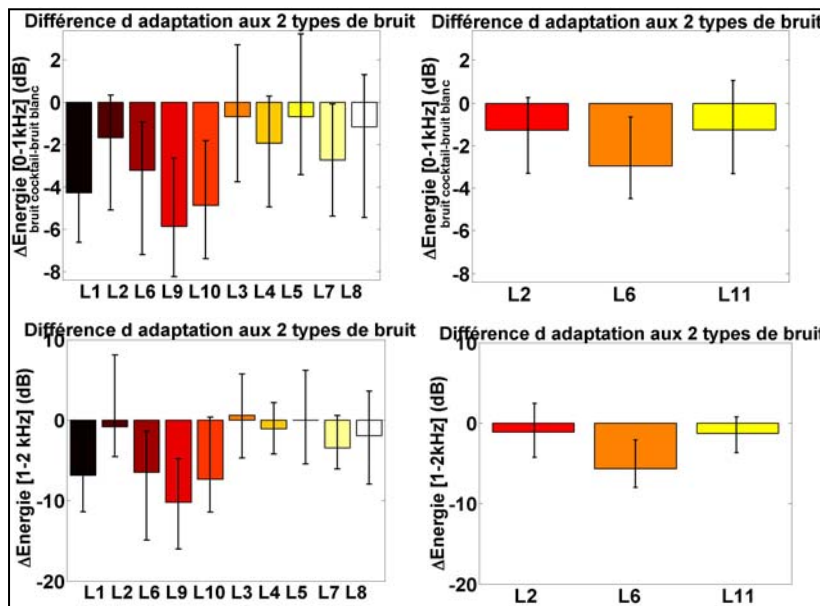 Différence d adaptation aux 2 types de bruit
ΔEnergie [0-1kHz] (dB)
bruit cocktail-bruit blanc
2
0
-2
-4
-6
-8
L1 L2 L6 L9 L10 L3 L4 L5 L7 L8
Différence d adaptation aux 2 types de bruit
ΔEnergie [0-1kHz] (dB)
bruit cocktail-bruit blanc
2
0
-2
-4
-6
-8
L2 L6 L11
Différence d adaptation aux 2 types de bruit
ΔEnergie [1-2 kHz] (dB)
10
0
-10
-20
L1 L2 L6 L9 L10 L3 L4 L5 L7 L8
Différence d adaptation aux 2 types de bruit
ΔEnergie [1-2kHz] (dB)
10
0
-10
-20
L2 L6 L11